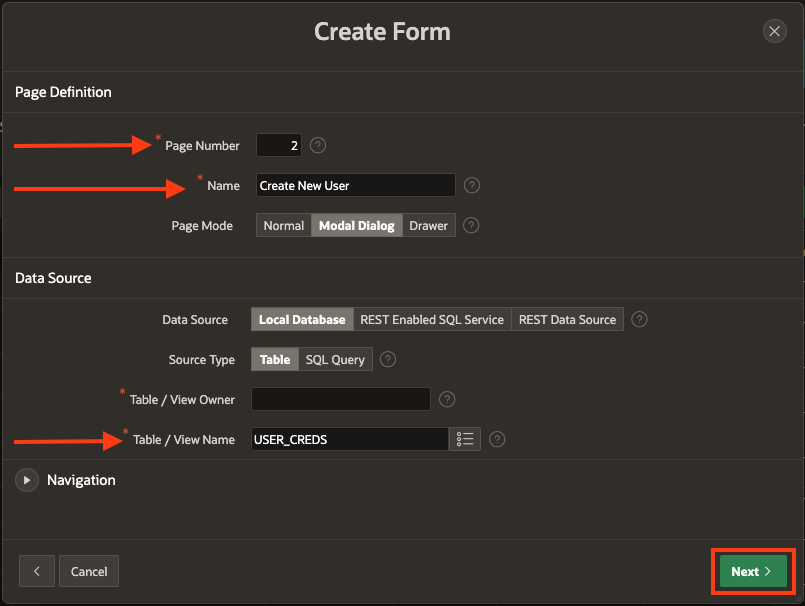 Create Form
Page Definition
* Page Number 2 ?
* Name Create New User ?
Page Mode Normal Modal Dialog Drawer ?
Data Source
Data Source Local Database REST Enabled SQL Service REST Data Source ?
Source Type Table SQL Query ?
* Table / View Owner ?
* Table / View Name USER_CREDS ?
Navigation
Cancel Next